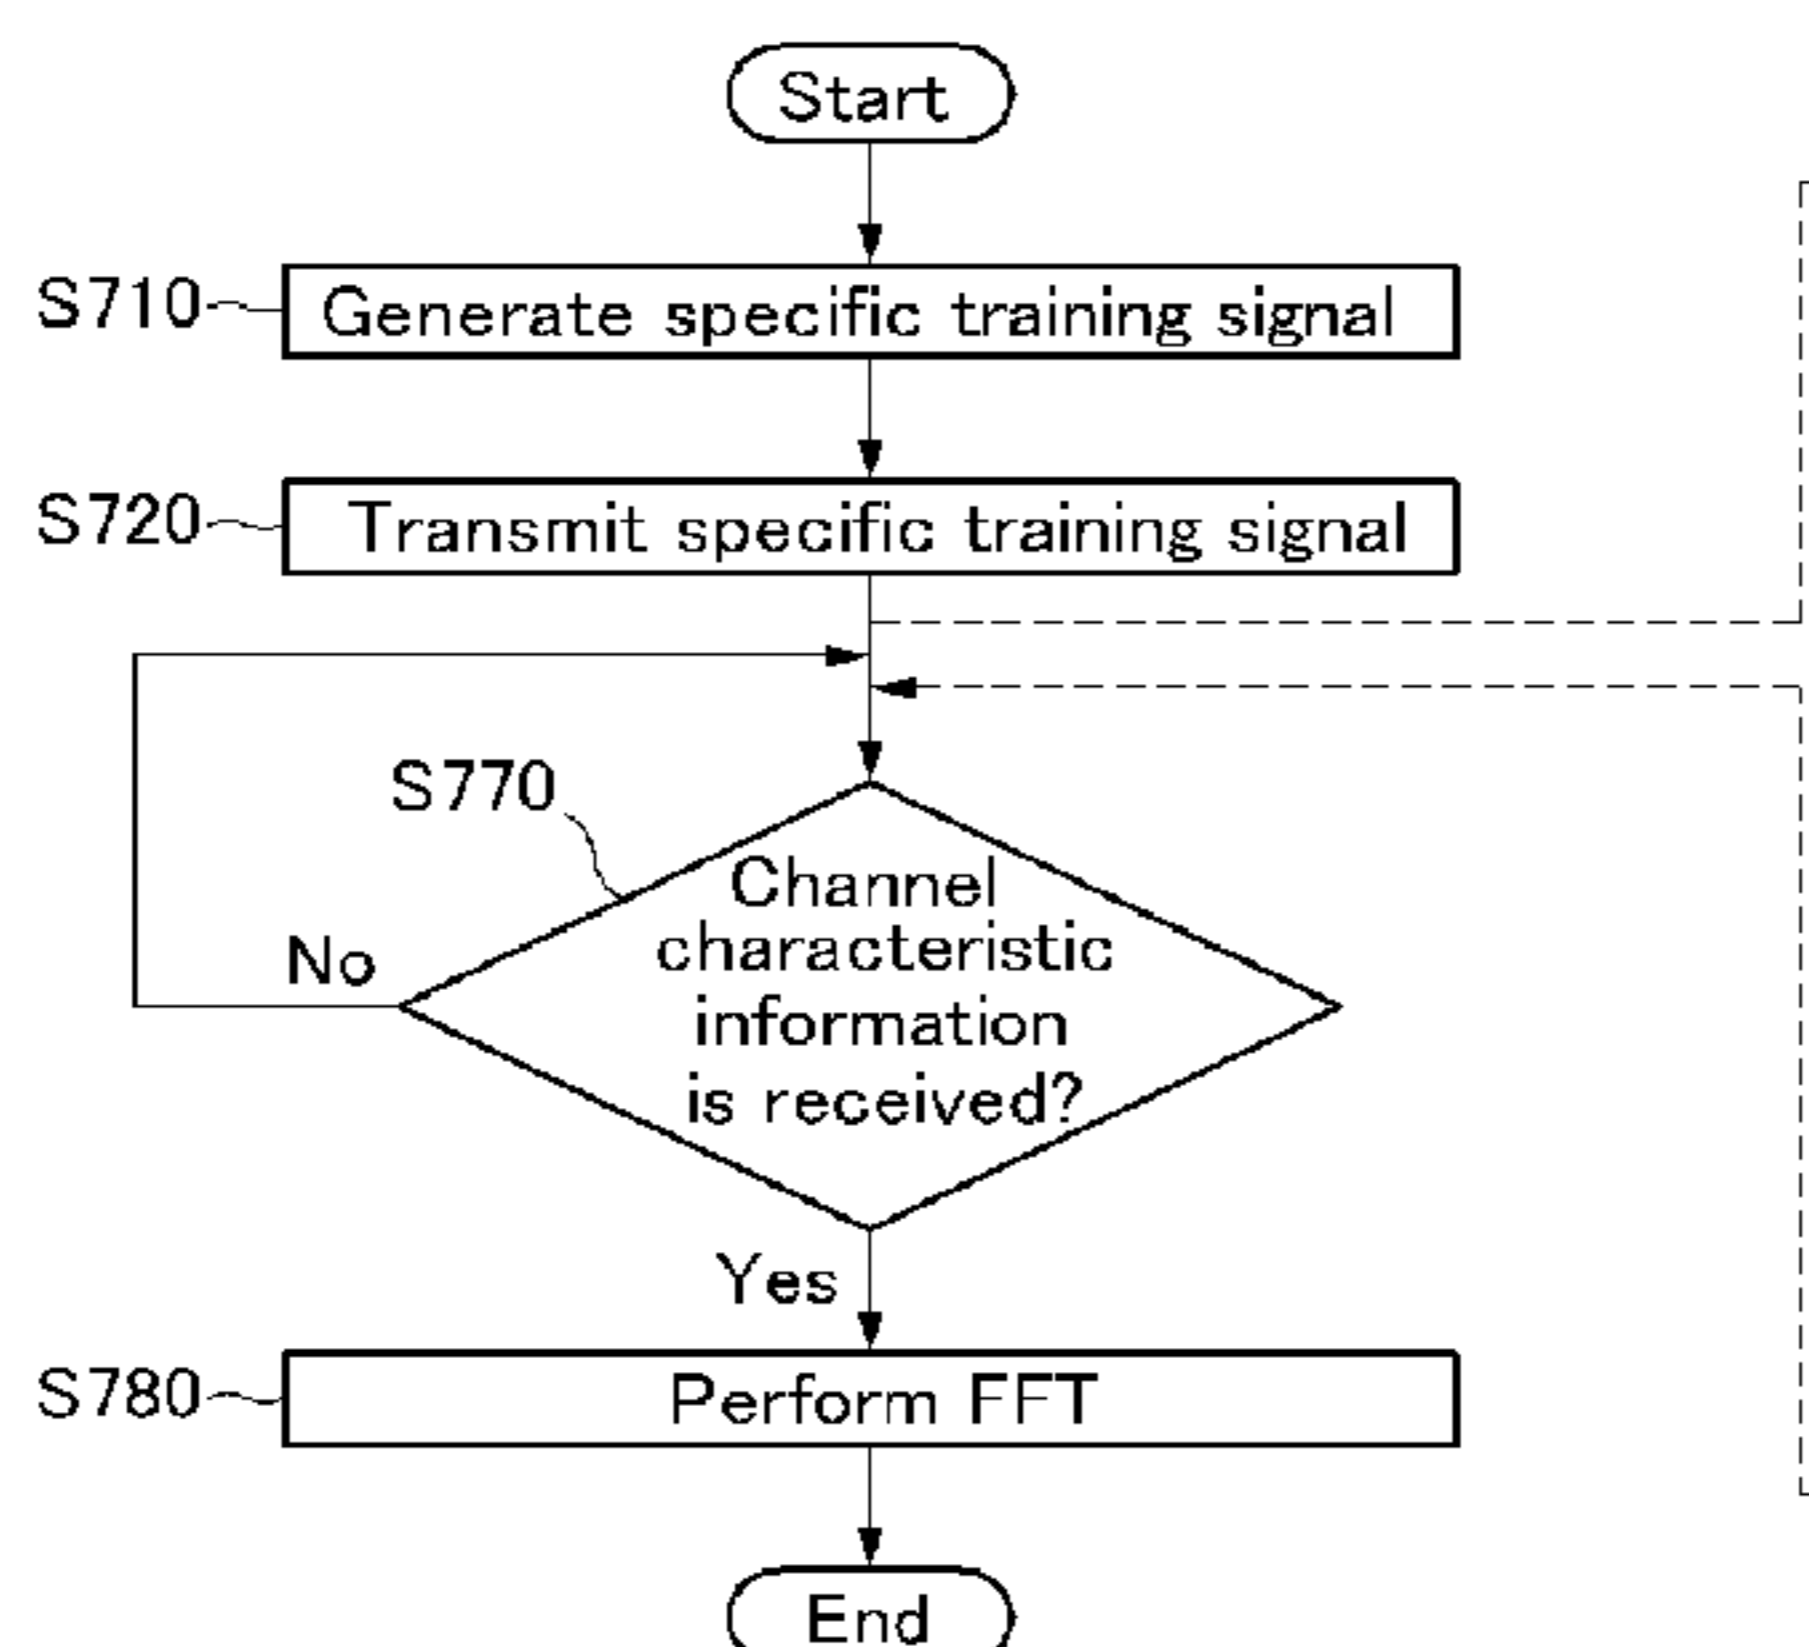 Start
S710
Generate specific training signal
S720
Transmit specific training signal
S770
Channel
characteristic
information
is received?
No
Yes
S780
Perform FFT
End